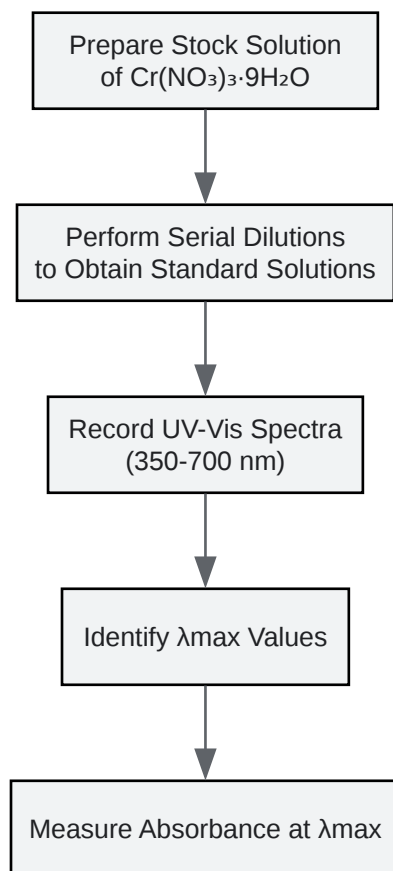 Prepare Stock Solution
of Cr(NO₃)₃·9H₂O
Perform Serial Dilutions
to Obtain Standard Solutions
Record UV-Vis Spectra
(350-700 nm)
Identify λmax Values
Measure Absorbance at λmax